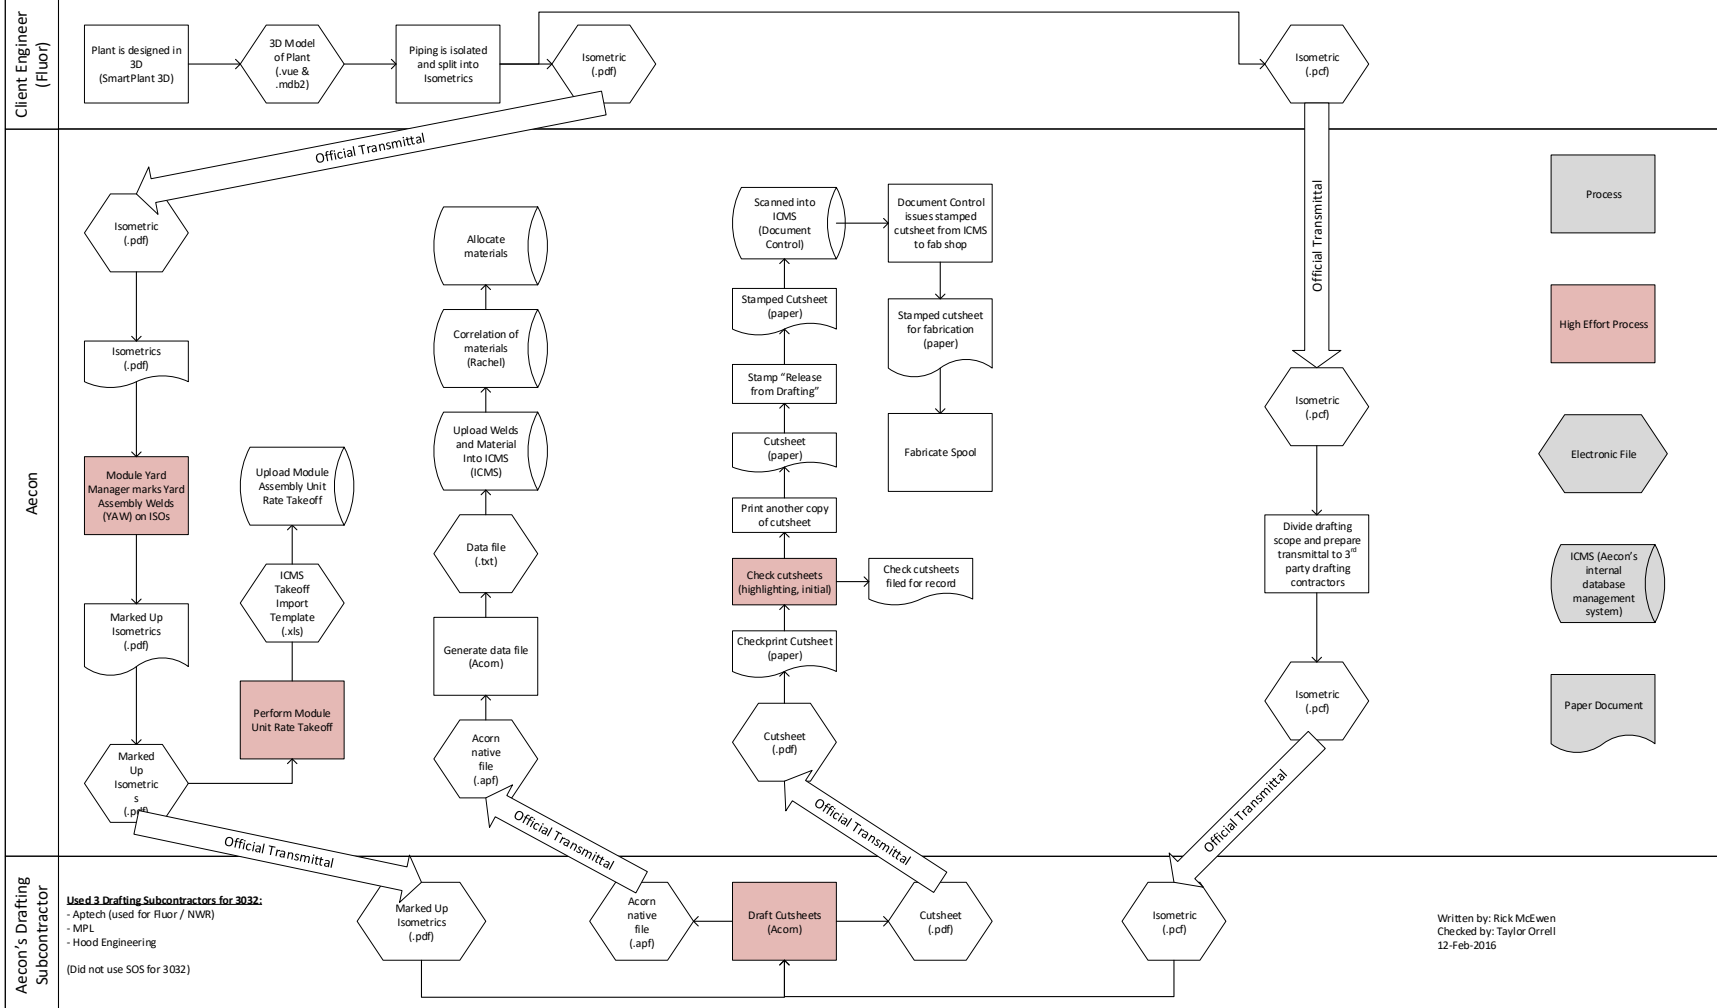 Client Engineer
(Fluor)
Plant is designed in
3D
(SmartPlant 3D)
3D Model
of Plant
(.vue &
.mdb2)
Piping is isolated
and split into
Isometrics
Isometric
(.pdf)
Isometric
(.pcf)
Official Transmittal
Official Transmittal
Aecon
Isometric
(.pdf)
Isometrics
(.pdf)
Module Yard
Manager marks Yard
Assembly Welds
(YAW) on ISOs
Marked Up
Isometrics
(.pdf)
Marked
Up
Isometric
s
(.pdf)
Upload Module
Assembly Unit
Rate Takeoff
ICMS
Takeoff
Import
Template
(.xls)
Perform Module
Unit Rate Takeoff
Allocate
materials
Correlation of
materials
(Rachel)
Upload Welds
and Material
Into ICMS
(ICMS)
Data file
(.txt)
Generate data file
(Acorn)
Acorn
native
file
(.apf)
Scanned into
ICMS
(Document
Control)
Stamped Cutsheet
(paper)
Stamp “Release
from Drafting”
Cutsheet
(paper)
Print another copy
of cutsheet
Check cutsheets
(highlighting, initial)
Checkprint Cutsheet
(paper)
Cutsheet
(.pdf)
Document Control
issues stamped
cutsheet from ICMS
to fab shop
Stamped cutsheet
for fabrication
(paper)
Fabricate Spool
Check cutsheets
filed for record
Isometric
(.pcf)
Divide drafting
scope and prepare
transmittal to 3rd
party drafting
contractors
Isometric
(.pcf)
Process
High Effort Process
Electronic File
ICMS (Aecon’s
internal
database
management
system)
Paper Document
Official Transmittal
Official Transmittal
Official Transmittal
Official Transmittal
Aecon’s Drafting
Subcontractor
Used 3 Drafting Subcontractors for 3032:
- Aptech (used for Fluor / NWR)
- MPL
- Hood Engineering
(Did not use SOS for 3032)
Marked Up
Isometrics
(.pdf)
Acorn
native
file
(.apf)
Draft Cutsheets
(Acorn)
Cutsheet
(.pdf)
Isometric
(.pcf)
Written by: Rick McEwen
Checked by: Taylor Orrell
12-Feb-2016